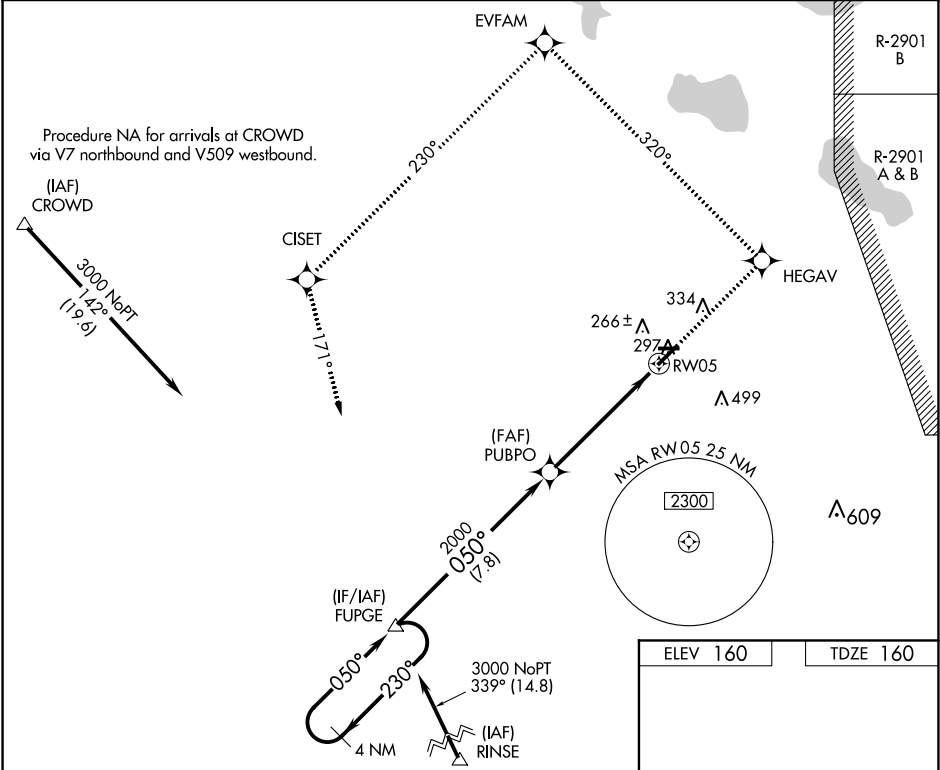 EVFAM
R-2901
B
Procedure NA for arrivals at CROWD
via V7 northbound and V509 westbound.
230°
320°
R-2901
A & B
(IAF)
CROWD
CISET
3000 NoPT
142°
(19.6)
HEGAV
334
266±
297
RW05
171°
499
(FAF)
PUBPO
MSA RW05 25 NM
2300
609
2000
050°
(7.8)
(IF/IAF)
FUPGE
050°
230°
3000 NoPT
339° (14.8)
4 NM
(IAF)
RINSE
ELEV 160
TDZE 160